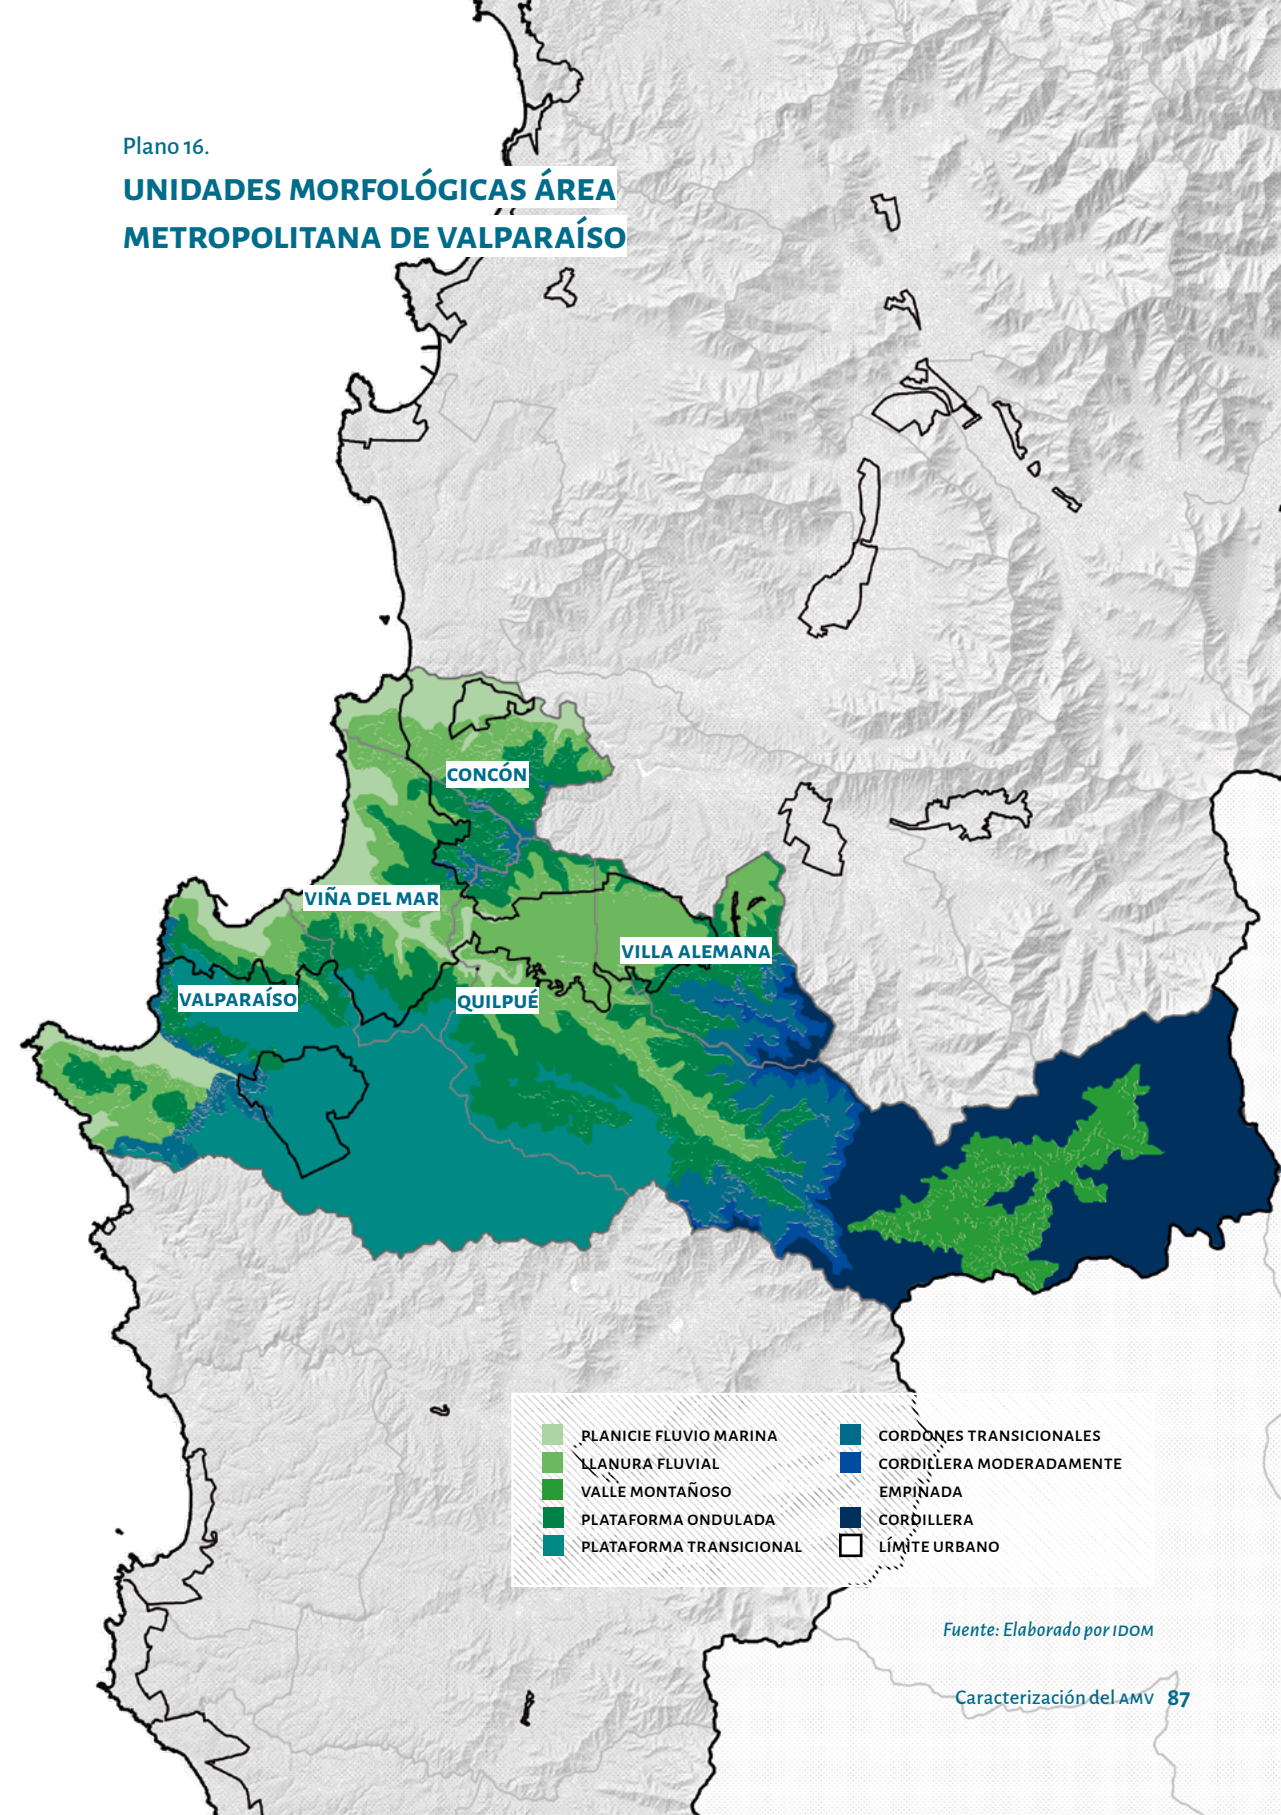 Plano 16.
UNIDADES MORFOLÓGICAS ÁREA
METROPOLITANA DE VALPARAÍSO
CONCÓN
VIÑA DEL MAR
VILLA ALEMANA
VALPARAÍSO
QUILPUÉ
PLANICIE FLUVIO MARINA
LLANURA FLUVIAL
VALLE MONTAÑOSO
PLATAFORMA ONDULADA
PLATAFORMA TRANSICIONAL
CORDONES TRANSICIONALES
CORDILLERA MODERADAMENTE
EMPINADA
CORDILLERA
LÍMITE URBANO
Fuente: Elaborado por IDOM
Caracterización del AMV 87